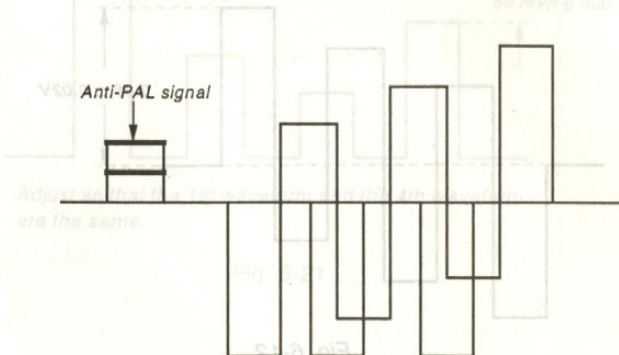 Anti-PAL signal
Adjust so that the 1st waveform and the 4th waveform
are the same
Fig. 6-21